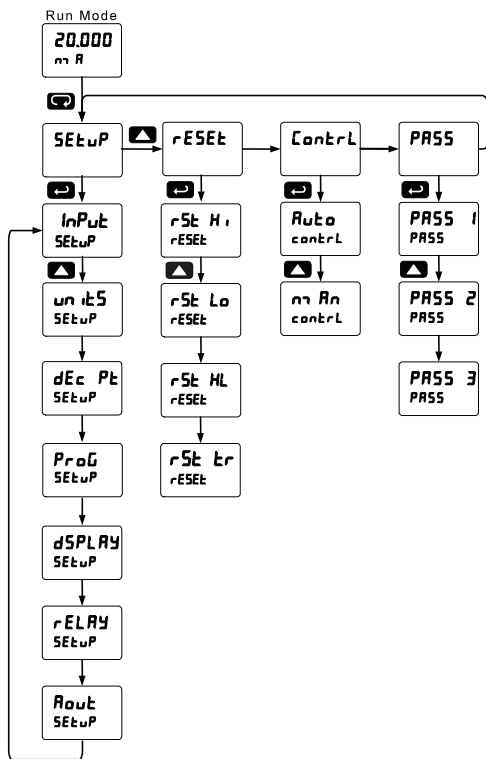 Run Mode
20.000
mA
SEtuP
rESEt
ContrL
PASS
InPut
SEtuP
rSt Hi
rESEt
Auto
contrL
PASS 1
PASS
unitS
SEtuP
rSt Lo
rESEt
mAn
contrL
PASS 2
PASS
dEc Pt
SEtuP
rSt HL
rESEt
PASS 3
PASS
ProG
SEtuP
rSt tr
rESEt
dSPLAY
SEtuP
rELAY
SEtuP
Aout
SEtuP